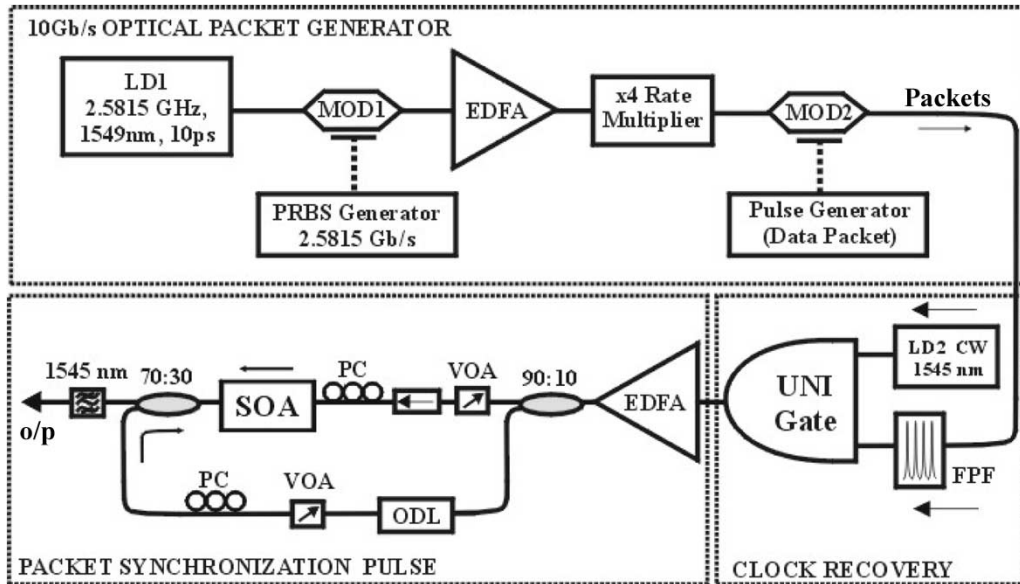 10Gb/s OPTICAL PACKET GENERATOR
LD1
2.5815 GHz,
1549nm, 10ps
MOD1
EDFA
x4 Rate
Multiplier
MOD2
Packets
PRBS Generator
2.5815 Gb/s
Pulse Generator
(Data Packet)
1545 nm
70:30
SOA
PC
VOA
90:10
EDFA
o/p
PC
VOA
ODL
PACKET SYNCHRONIZATION PULSE
UNI
Gate
LD2 CW
1545 nm
FPF
CLOCK RECOVERY